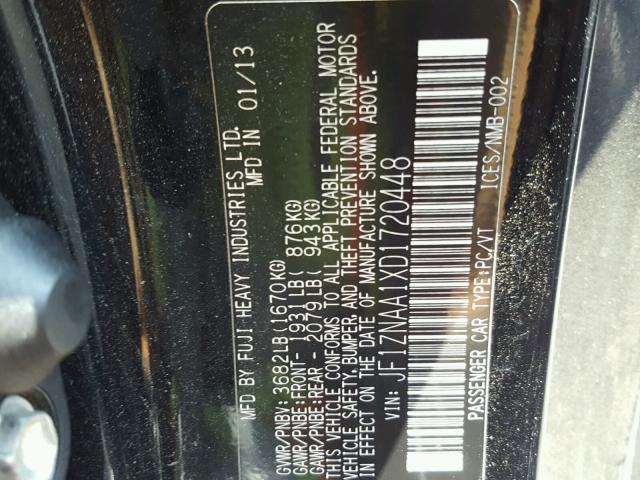 MFD BY FUJI HEAVY INDUSTRIES LTD. MFD IN 01/13
GVWR/PNBV: 3682LB(1670KG)
GAWR/PNBE:FRONT- 1931LB( 876KG)
GAWR/PNBE:REAR - 2079LB( 943KG)
THIS VEHICLE CONFORMS TO ALL APPLICABLE FEDERAL MOTOR
VEHICLE SAFETY, BUMPER, AND THEFT PREVENTION STANDARDS
IN EFFECT ON THE DATE OF MANUFACTURE SHOWN ABOVE.
VIN: JF1ZNAA1XD1720448
PASSENGER CAR TYPE:PC/VT ICES/NMB-002